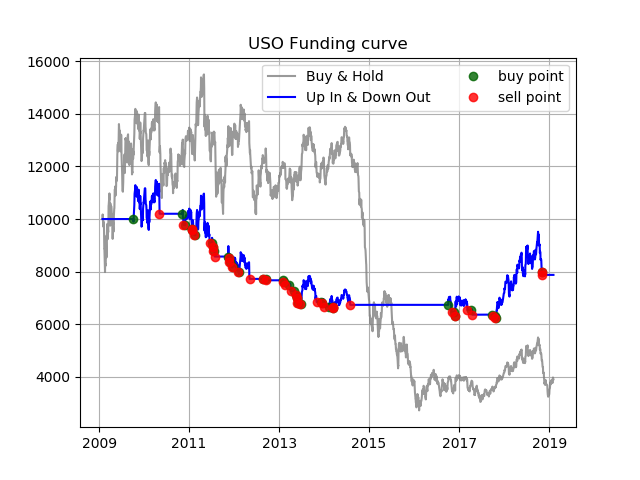 USO Funding curve
16000
14000
12000
10000
8000
6000
4000
Buy & Hold
Up In & Down Out
buy point
sell point
2009 2011 2013 2015 2017 2019